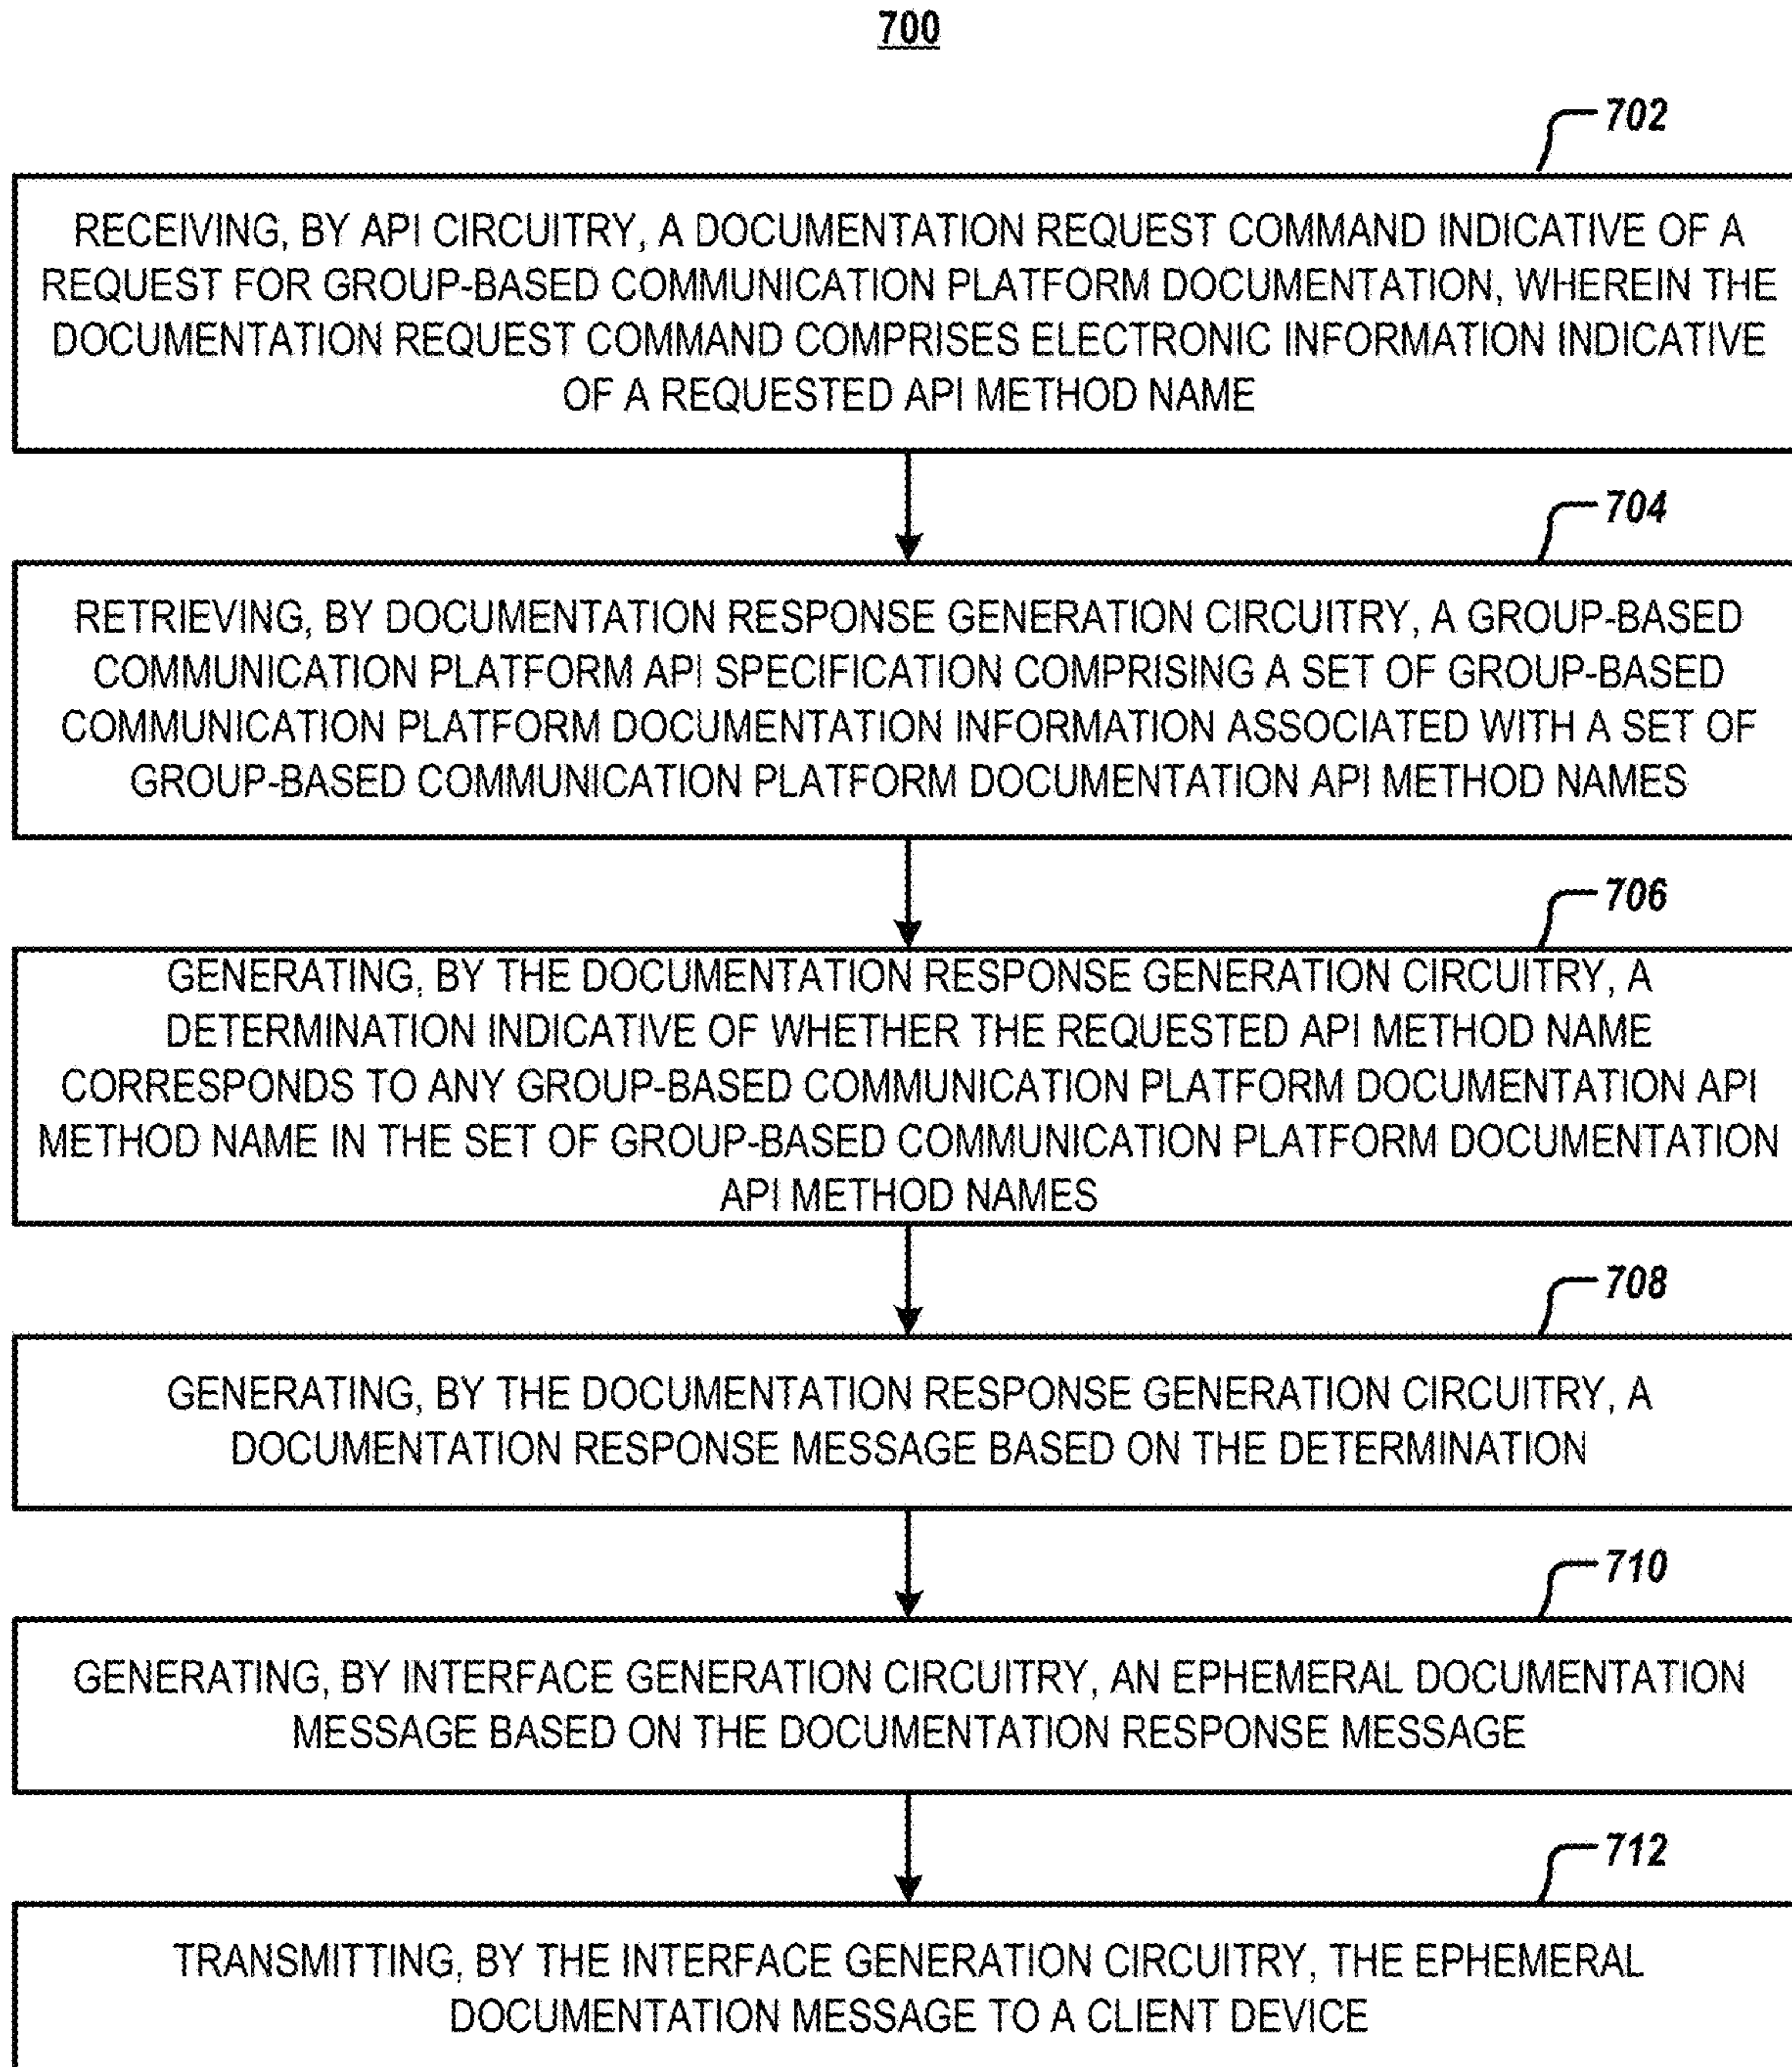 700
702
RECEIVING, BY API CIRCUITRY, A DOCUMENTATION REQUEST COMMAND INDICATIVE OF A
REQUEST FOR GROUP-BASED COMMUNICATION PLATFORM DOCUMENTATION, WHEREIN THE
DOCUMENTATION REQUEST COMMAND COMPRISES ELECTRONIC INFORMATION INDICATIVE
OF A REQUESTED API METHOD NAME
704
RETRIEVING, BY DOCUMENTATION RESPONSE GENERATION CIRCUITRY, A GROUP-BASED
COMMUNICATION PLATFORM API SPECIFICATION COMPRISING A SET OF GROUP-BASED
COMMUNICATION PLATFORM DOCUMENTATION INFORMATION ASSOCIATED WITH A SET OF
GROUP-BASED COMMUNICATION PLATFORM DOCUMENTATION API METHOD NAMES
706
GENERATING, BY THE DOCUMENTATION RESPONSE GENERATION CIRCUITRY, A
DETERMINATION INDICATIVE OF WHETHER THE REQUESTED API METHOD NAME
CORRESPONDS TO ANY GROUP-BASED COMMUNICATION PLATFORM DOCUMENTATION API
METHOD NAME IN THE SET OF GROUP-BASED COMMUNICATION PLATFORM DOCUMENTATION
API METHOD NAMES
708
GENERATING, BY THE DOCUMENTATION RESPONSE GENERATION CIRCUITRY, A
DOCUMENTATION RESPONSE MESSAGE BASED ON THE DETERMINATION
710
GENERATING, BY INTERFACE GENERATION CIRCUITRY, AN EPHEMERAL DOCUMENTATION
MESSAGE BASED ON THE DOCUMENTATION RESPONSE MESSAGE
712
TRANSMITTING, BY THE INTERFACE GENERATION CIRCUITRY, THE EPHEMERAL
DOCUMENTATION MESSAGE TO A CLIENT DEVICE